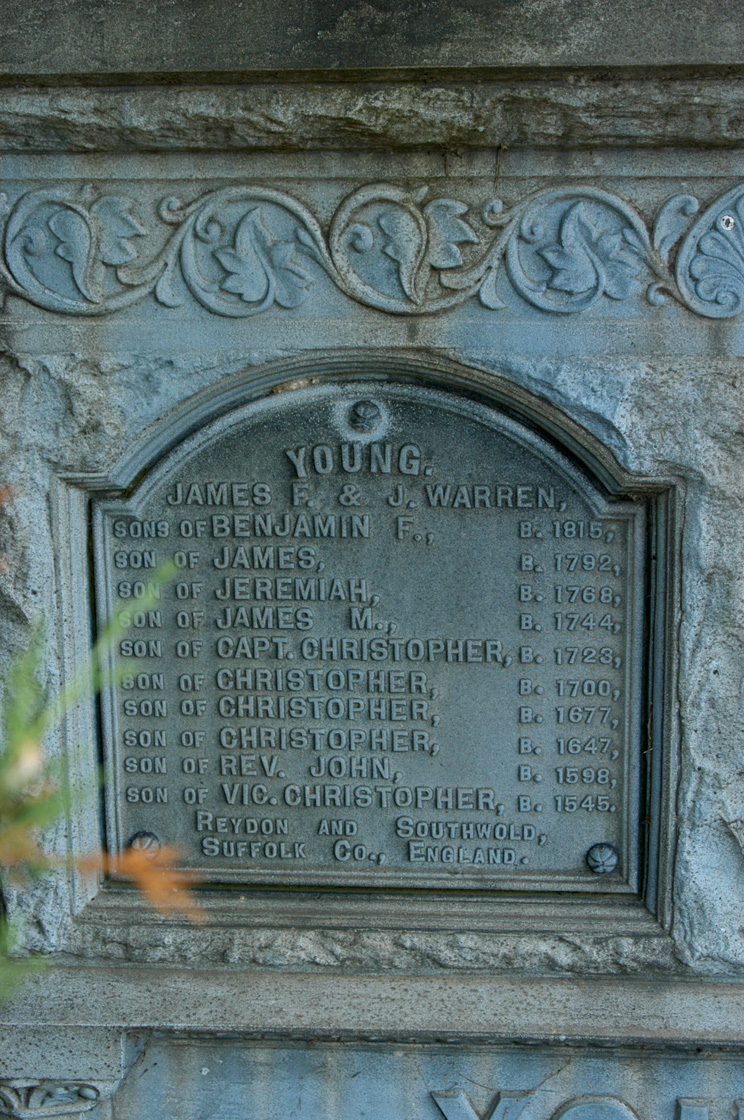 YOUNG.
JAMES F. & J. WARREN,
SONS OF BENJAMIN F., B. 1815,
SON OF JAMES, B. 1792,
SON OF JEREMIAH, B. 1768,
SON OF JAMES M., B. 1744,
SON OF CAPT. CHRISTOPHER, B. 1723,
SON OF CHRISTOPHER, B. 1700,
SON OF CHRISTOPHER, B. 1677,
SON OF CHRISTOPHER, B. 1647,
SON OF REV. JOHN, B. 1598,
SON OF VIC. CHRISTOPHER, B. 1545.
REYDON AND SOUTHWOLD,
SUFFOLK CO., ENGLAND.